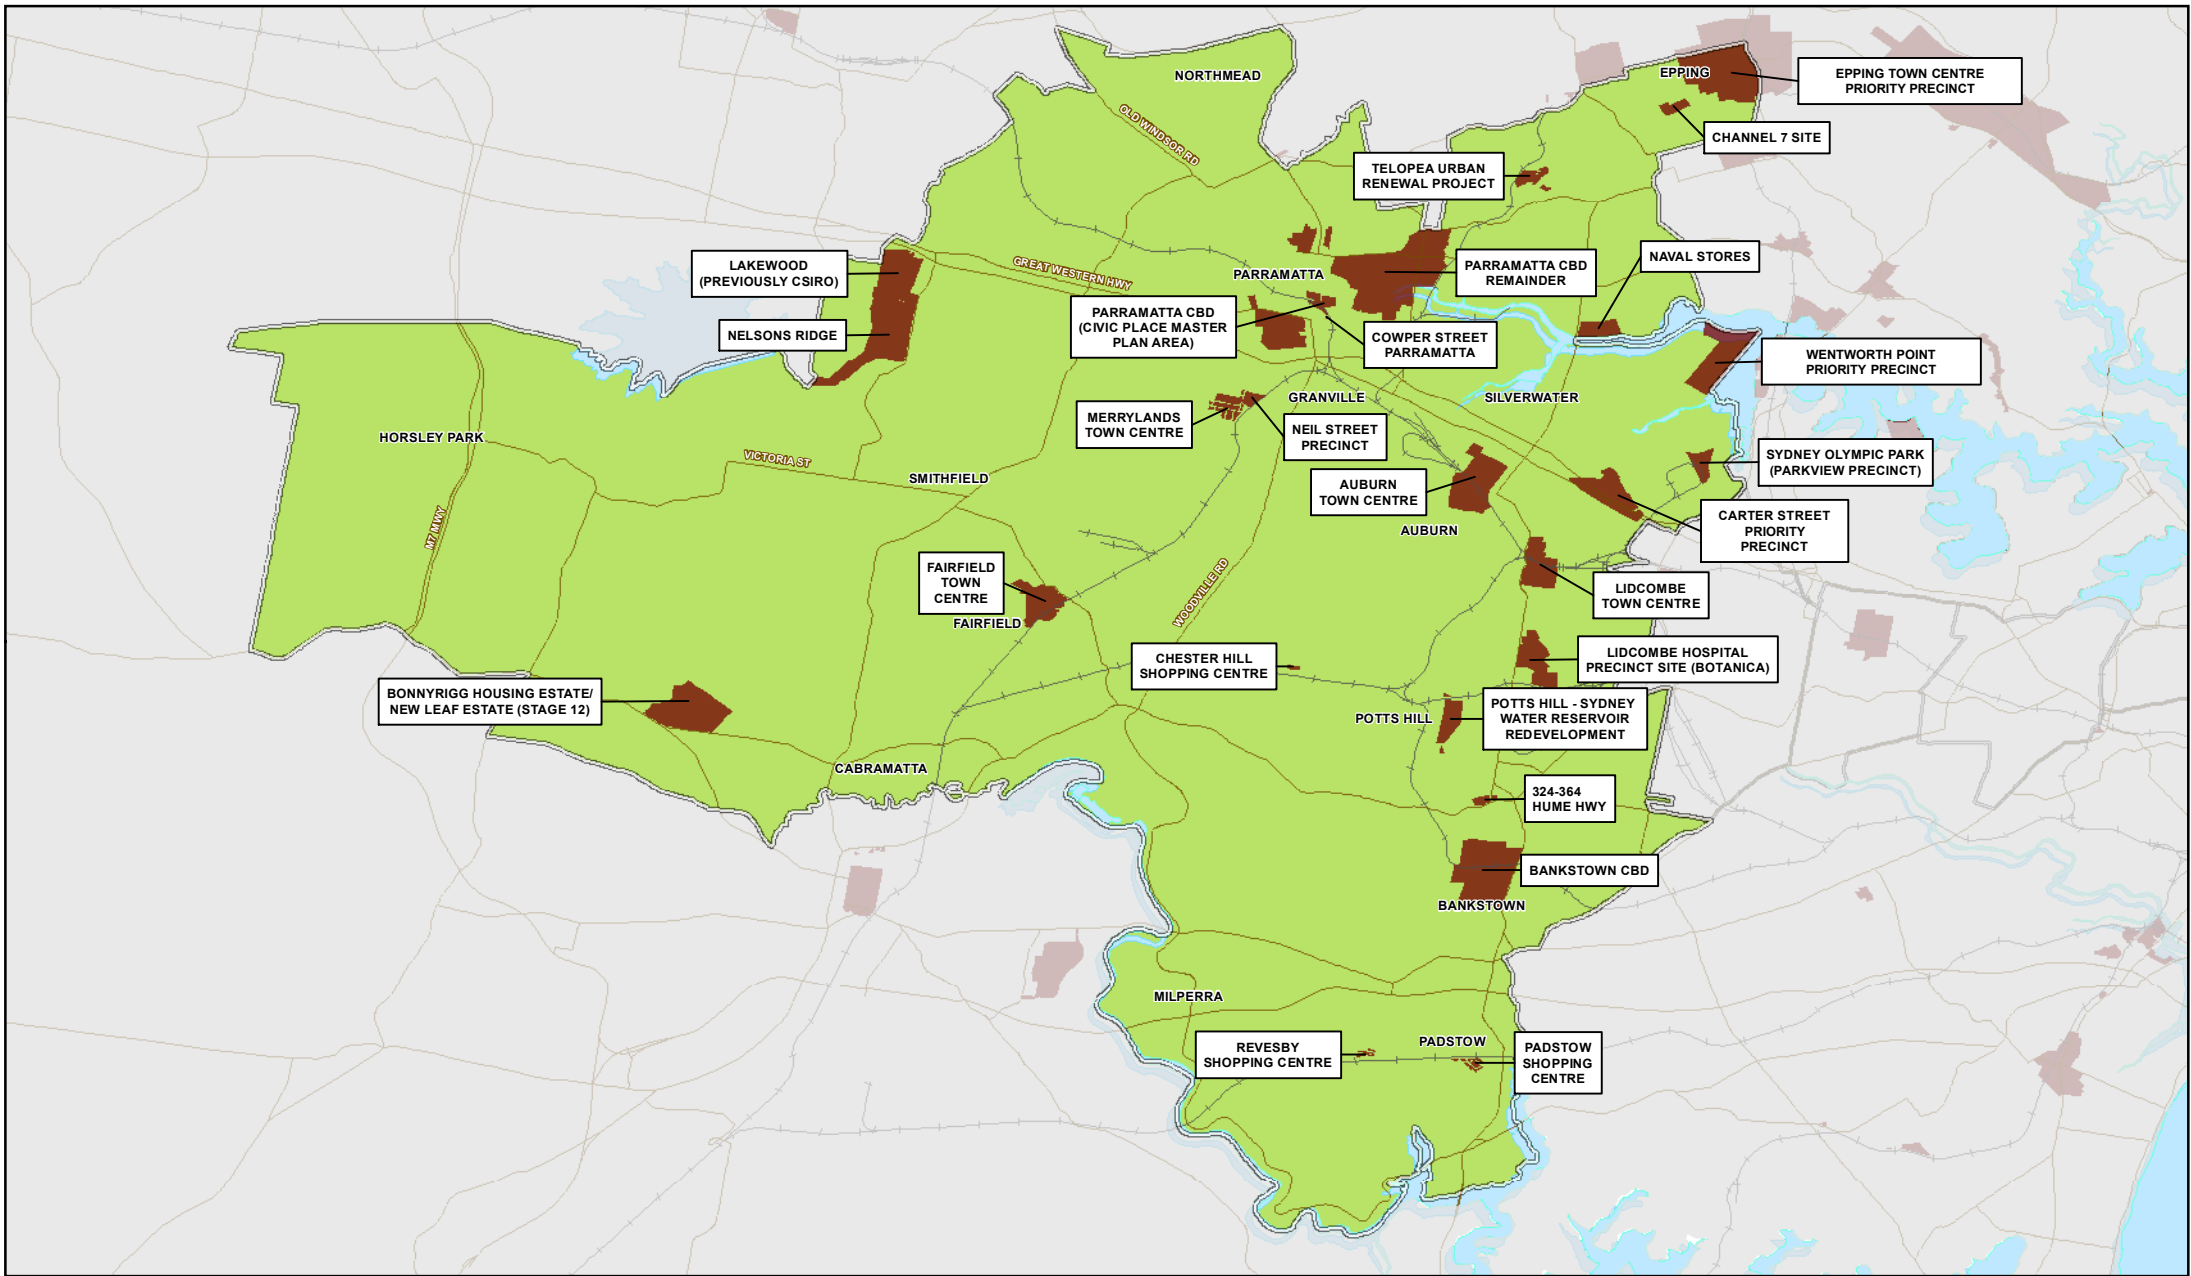 NORTHMEAD
EPPING
EPPING TOWN CENTRE
PRIORITY PRECINCT
OLD WINDSOR RD
CHANNEL 7 SITE
TELOPEA URBAN
RENEWAL PROJECT
LAKEWOOD
(PREVIOUSLY CSIRO)
GREAT WESTERN HWY
PARRAMATTA
PARRAMATTA CBD
REMAINDER
NAVAL STORES
NELSONS RIDGE
PARRAMATTA CBD
(CIVIC PLACE MASTER
PLAN AREA)
COWPER STREET
PARRAMATTA
WENTWORTH POINT
PRIORITY PRECINCT
MERRYLANDS
TOWN CENTRE
GRANVILLE
SILVERWATER
NEIL STREET
PRECINCT
HORSLEY PARK
VICTORIA ST
SMITHFIELD
SYDNEY OLYMPIC PARK
(PARKVIEW PRECINCT)
AUBURN
TOWN CENTRE
AUBURN
CARTER STREET
PRIORITY
PRECINCT
M7 MWY
FAIRFIELD
TOWN
CENTRE
FAIRFIELD
WOODVILLE RD
LIDCOMBE
TOWN CENTRE
CHESTER HILL
SHOPPING CENTRE
LIDCOMBE HOSPITAL
PRECINCT SITE (BOTANICA)
BONNYRIGG HOUSING ESTATE/
NEW LEAF ESTATE (STAGE 12)
POTTS HILL
POTTS HILL - SYDNEY
WATER RESERVOIR
REDEVELOPMENT
CABRAMATTA
324-364
HUME HWY
BANKSTOWN CBD
BANKSTOWN
MILPERRA
REVESBY
SHOPPING CENTRE
PADSTOW
PADSTOW
SHOPPING
CENTRE